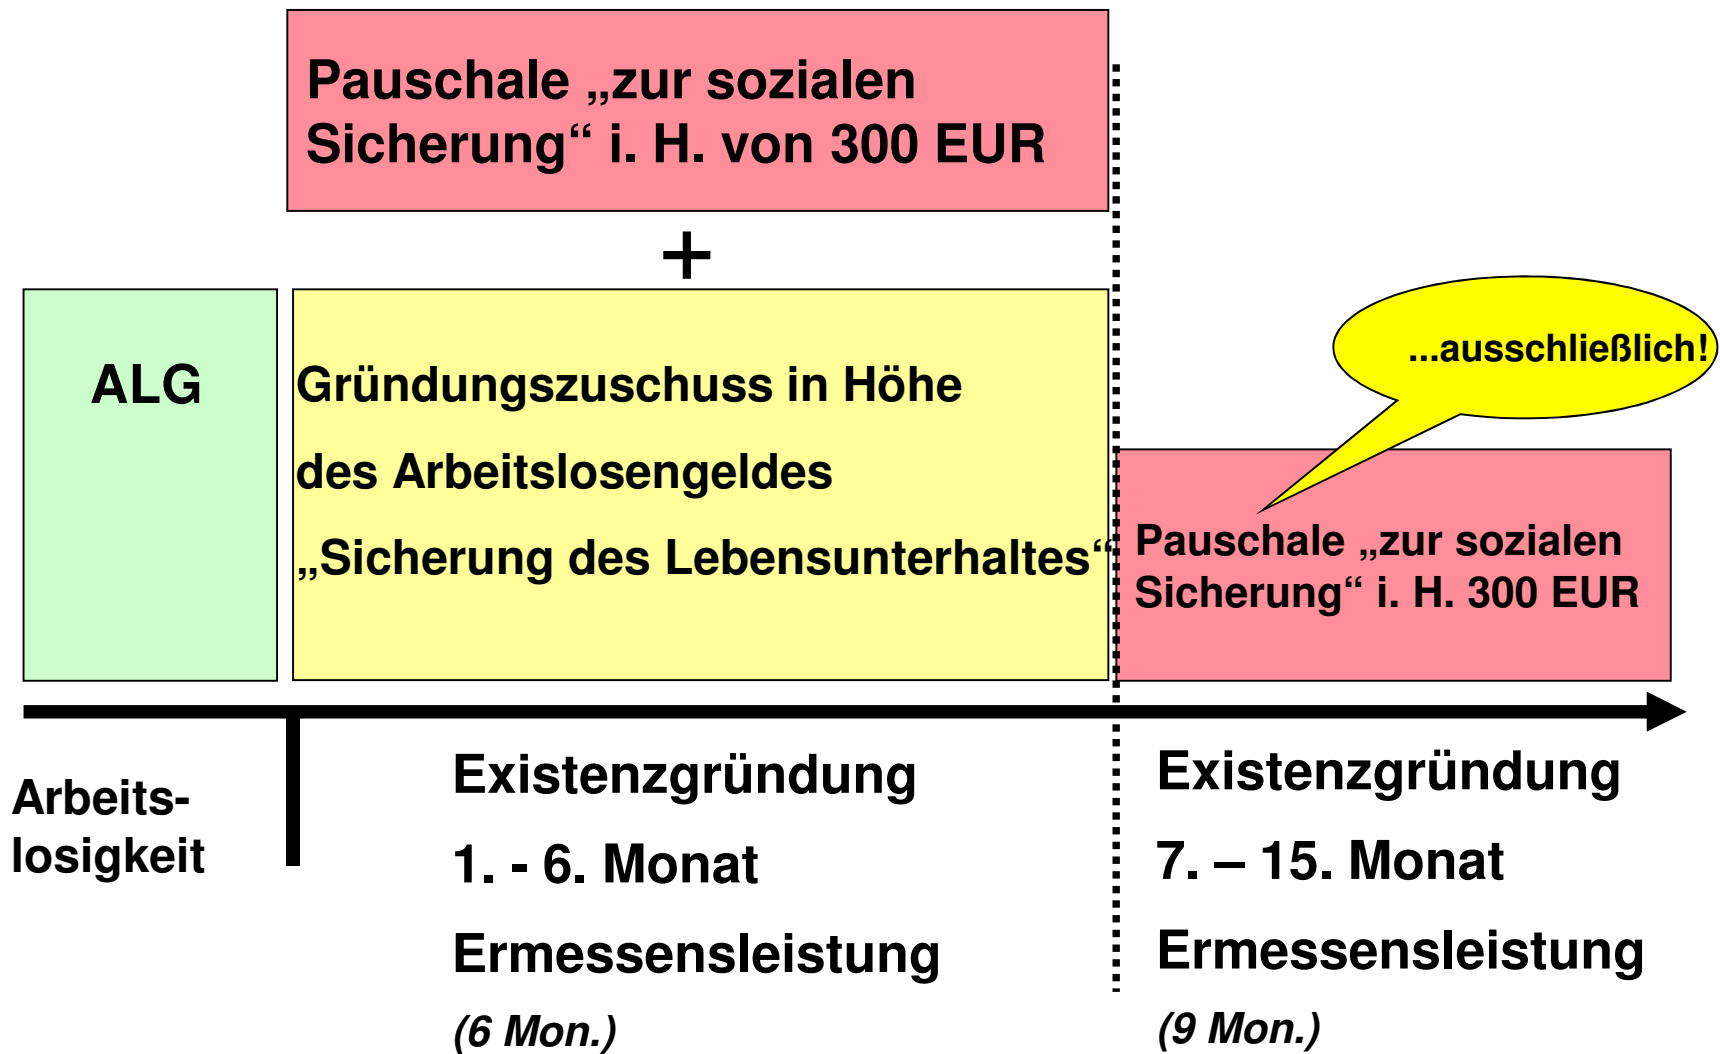 Pauschale „zur sozialen
Sicherung“ i. H. von 300 EUR
+
ALG
Gründungszuschuss in Höhe
des Arbeitslosengeldes
„Sicherung des Lebensunterhaltes“
...ausschließlich!
Pauschale „zur sozialen
Sicherung“ i. H. 300 EUR
Arbeits-
losigkeit
Existenzgründung
1. - 6. Monat
Ermessensleistung
(6 Mon.)
Existenzgründung
7. – 15. Monat
Ermessensleistung
(9 Mon.)